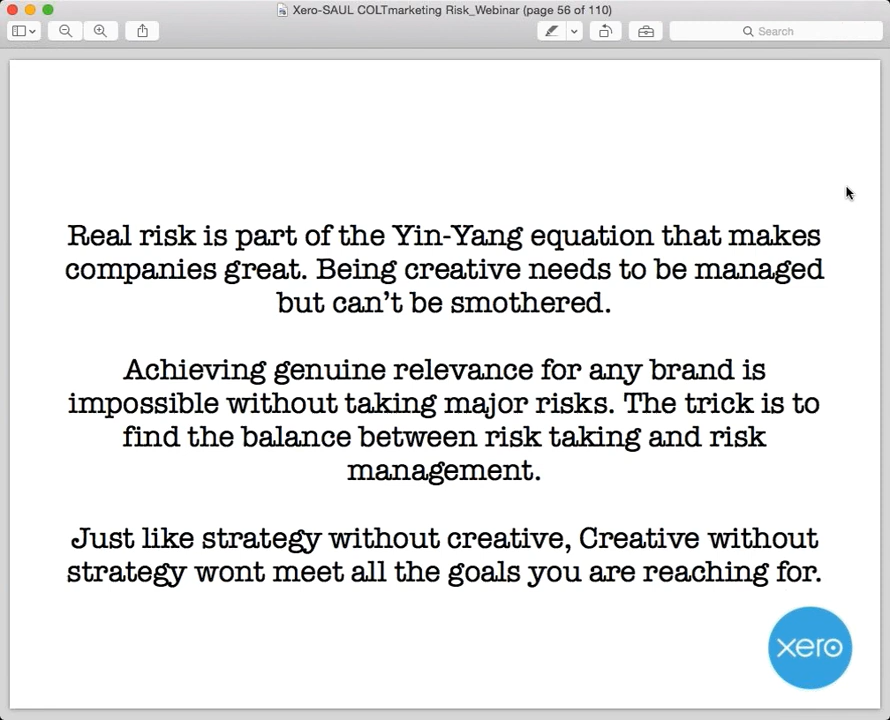 Xero-SAUL COLTmarketing Risk_Webinar (page 56 of 110)
Search
Real risk is part of the Yin-Yang equation that makes
companies great. Being creative needs to be managed
but can’t be smothered.
Achieving genuine relevance for any brand is
impossible without taking major risks. The trick is to
find the balance between risk taking and risk
management.
Just like strategy without creative, Creative without
strategy wont meet all the goals you are reaching for.
xero